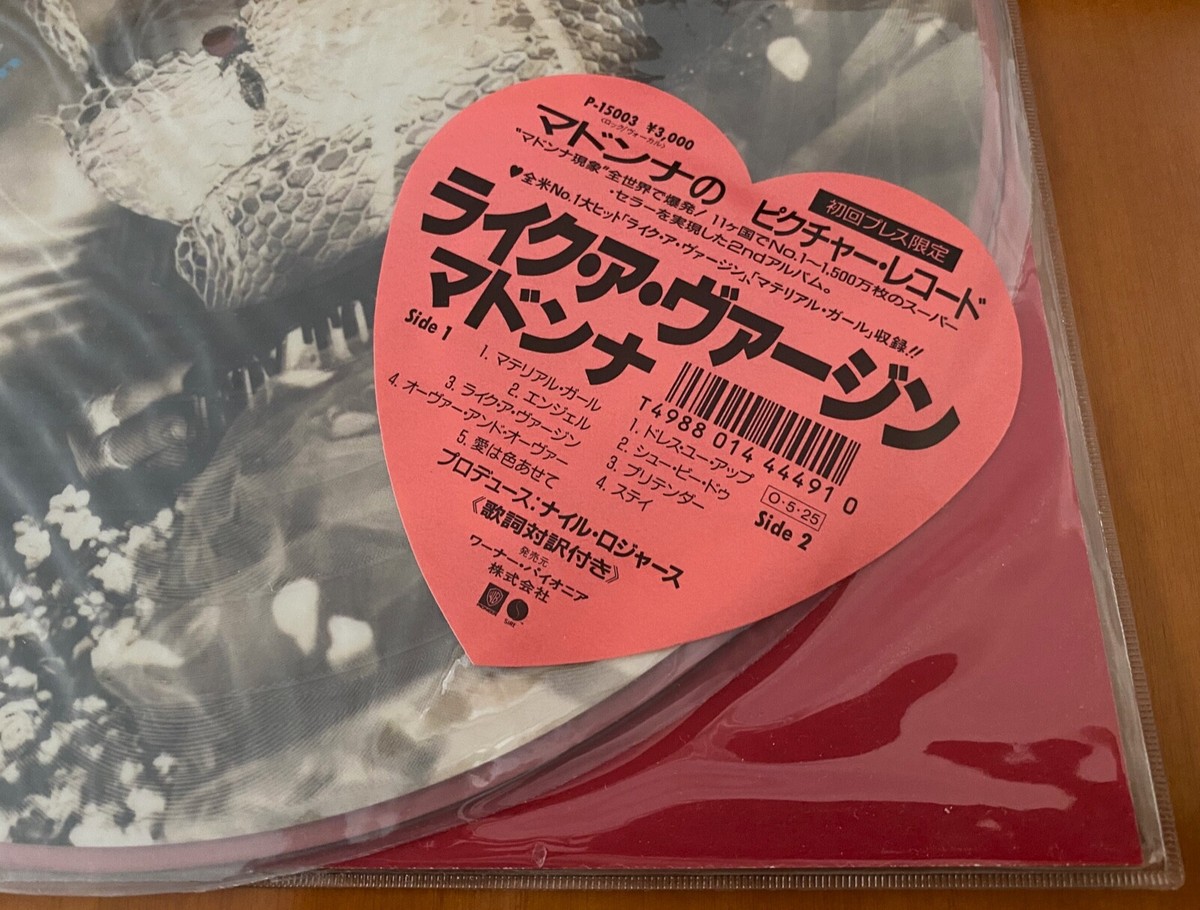 P-15003 ¥3,000
〈ロック/ヴォーカル〉
初回プレス限定
マドンナの ピクチャー・レコード
"マドンナ現象"全世界で爆発/11ヶ国でNo.1〜1,500万枚のスーパー
・セラーを実現した2ndアルバム。
♥全米No.1大ヒット「ライク・ア・ヴァージン」、「マテリアル・ガール」収録!!
ライク・ア・ヴァージン
マドンナ
Side 1
1. マテリアル・ガール
2. エンジェル
3. ライク・ア・ヴァージン
4. オーヴァー・アンド・オーヴァー
5. 愛は色あせて
T4988 014 444910
1. ドレス・ユー・アップ
2. シュー・ビー・ドゥ
3. プリテンダー
4. ステイ
O・5・25
Side 2
プロデュース:ナイル・ロジャース
《歌詞対訳付き》
発売元
ワーナー・パイオニア
株式会社
SIRE